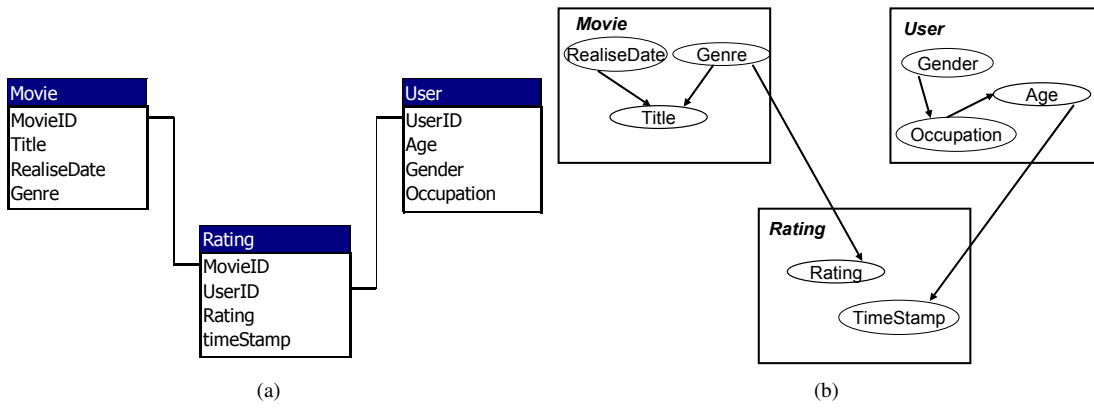 Movie
MovieID
Title
RealiseDate
Genre
User
UserID
Age
Gender
Occupation
Rating
MovieID
UserID
Rating
timeStamp
(a)
Movie
RealiseDate
Genre
Title
User
Gender
Age
Occupation
Rating
Rating
TimeStamp
(b)